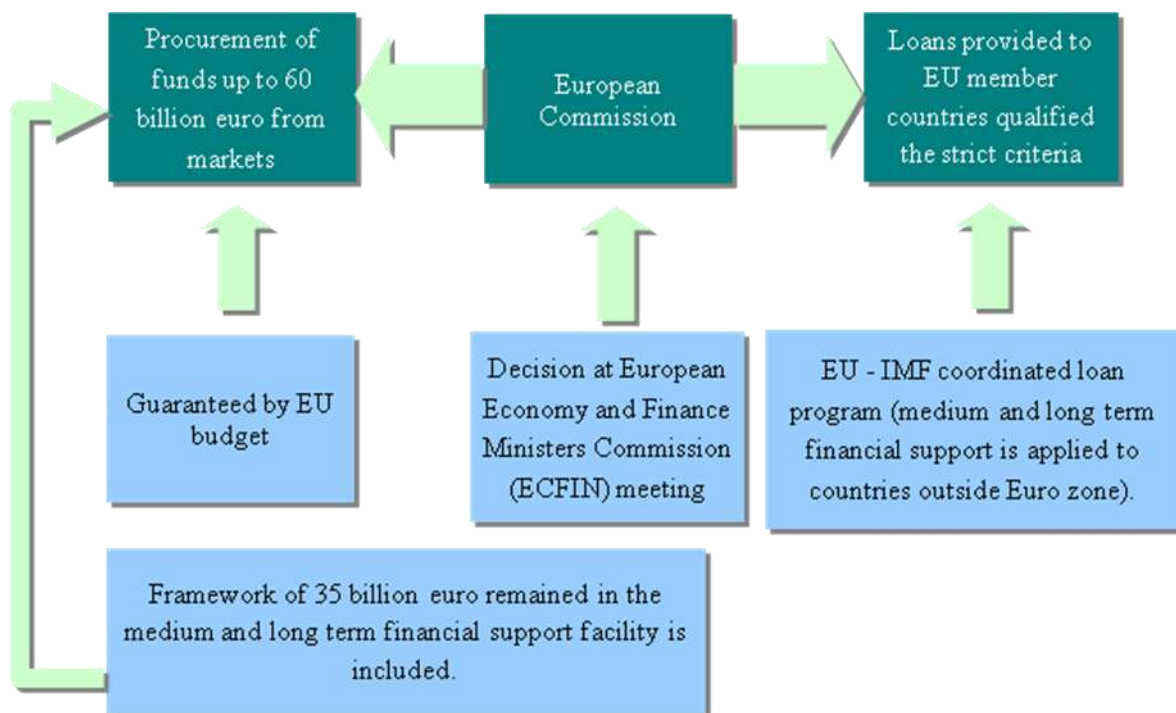 Procurement of
funds up to 60
billion euro from
markets
European
Commission
Loans provided to
EU member
countries qualified
the strict criteria
Guaranteed by EU
budget
Decision at European
Economy and Finance
Ministers Commission
(ECFIN) meeting
EU - IMF coordinated loan
program (medium and long term
financial support is applied to
countries outside Euro zone).
Framework of 35 billion euro remained in the
medium and long term financial support facility is
included.